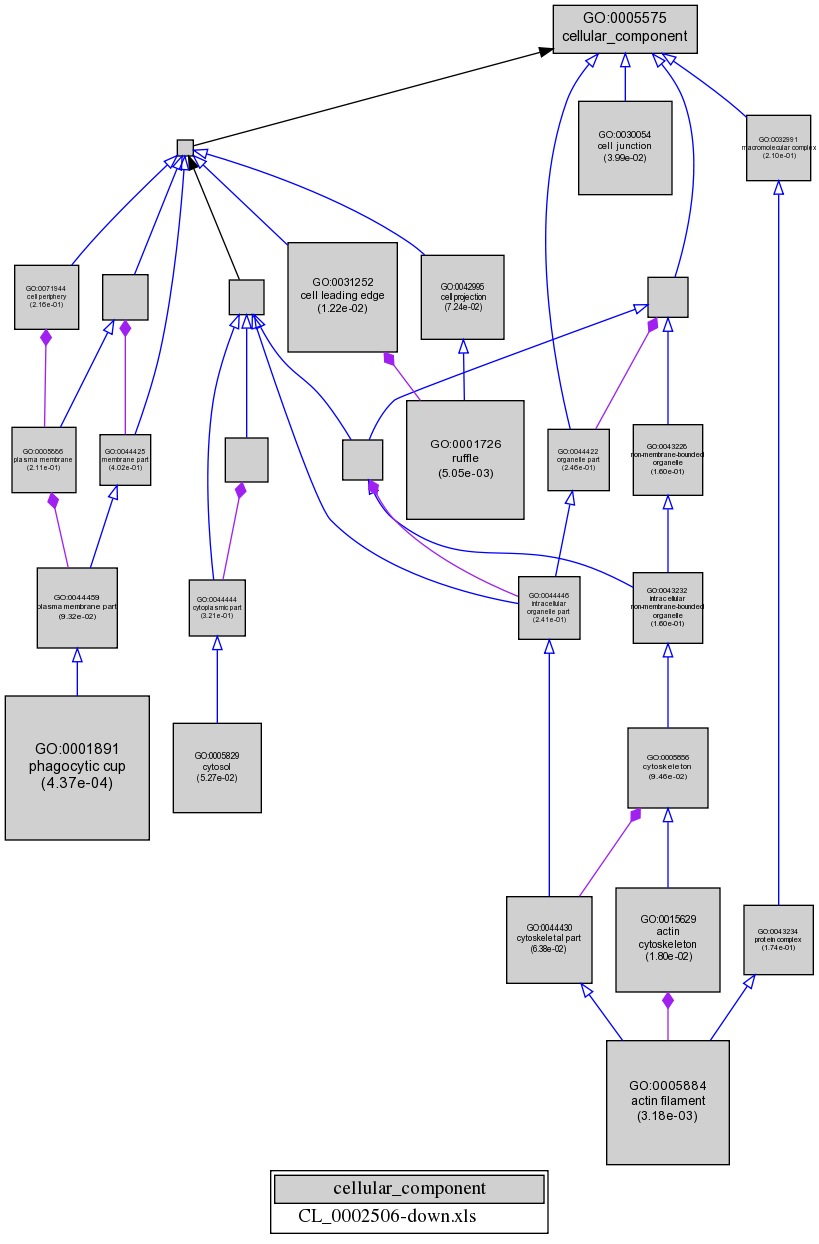 GO:0005575
cellular_component
GO:0030054
cell junction
(3.99e-02)
GO:0032991
macromolecular complex
(2.10e-01)
GO:0071944
cell periphery
(2.16e-01)
GO:0031252
cell leading edge
(1.22e-02)
GO:0042995
cell projection
(7.24e-02)
GO:0005886
plasma membrane
(2.11e-01)
GO:0044425
membrane part
(4.02e-01)
GO:0001726
ruffle
(5.05e-03)
GO:0044422
organelle part
(2.46e-01)
GO:0043228
non-membrane-bounded
organelle
(1.60e-01)
GO:0044459
plasma membrane part
(9.32e-02)
GO:0044444
cytoplasmic part
(3.21e-01)
GO:0044446
intracellular
organelle part
(2.41e-01)
GO:0043232
intracellular
non-membrane-bounded
organelle
(1.60e-01)
GO:0001891
phagocytic cup
(4.37e-04)
GO:0005829
cytosol
(5.27e-02)
GO:0005856
cytoskeleton
(9.46e-02)
GO:0044430
cytoskeletal part
(6.38e-02)
GO:0015629
actin
cytoskeleton
(1.80e-02)
GO:0043234
protein complex
(1.74e-01)
GO:0005884
actin filament
(3.18e-03)
cellular_component
CL_0002506-down.xls